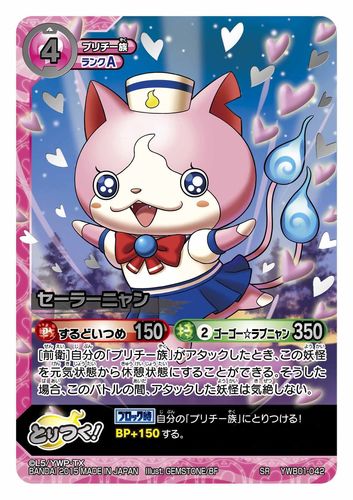 4
プリチー族
ランクA
セーラーニャン
するどいつめ 150
2 ゴーゴー☆ラブニャン 350
[前衛]自分の「プリチー族」がアタックしたとき、この妖怪
を元気状態から休憩状態にすることができる。そうした
場合、このバトルの間、アタックした妖怪は気絶しない。
とりつく!
ブロック時 自分の「プリチー族」にとりつける!
BP+150する。
©L5/YWP・TX
BANDAI 2015 MADE IN JAPAN Illust: GEMSTONE/BF SR YWB01-042